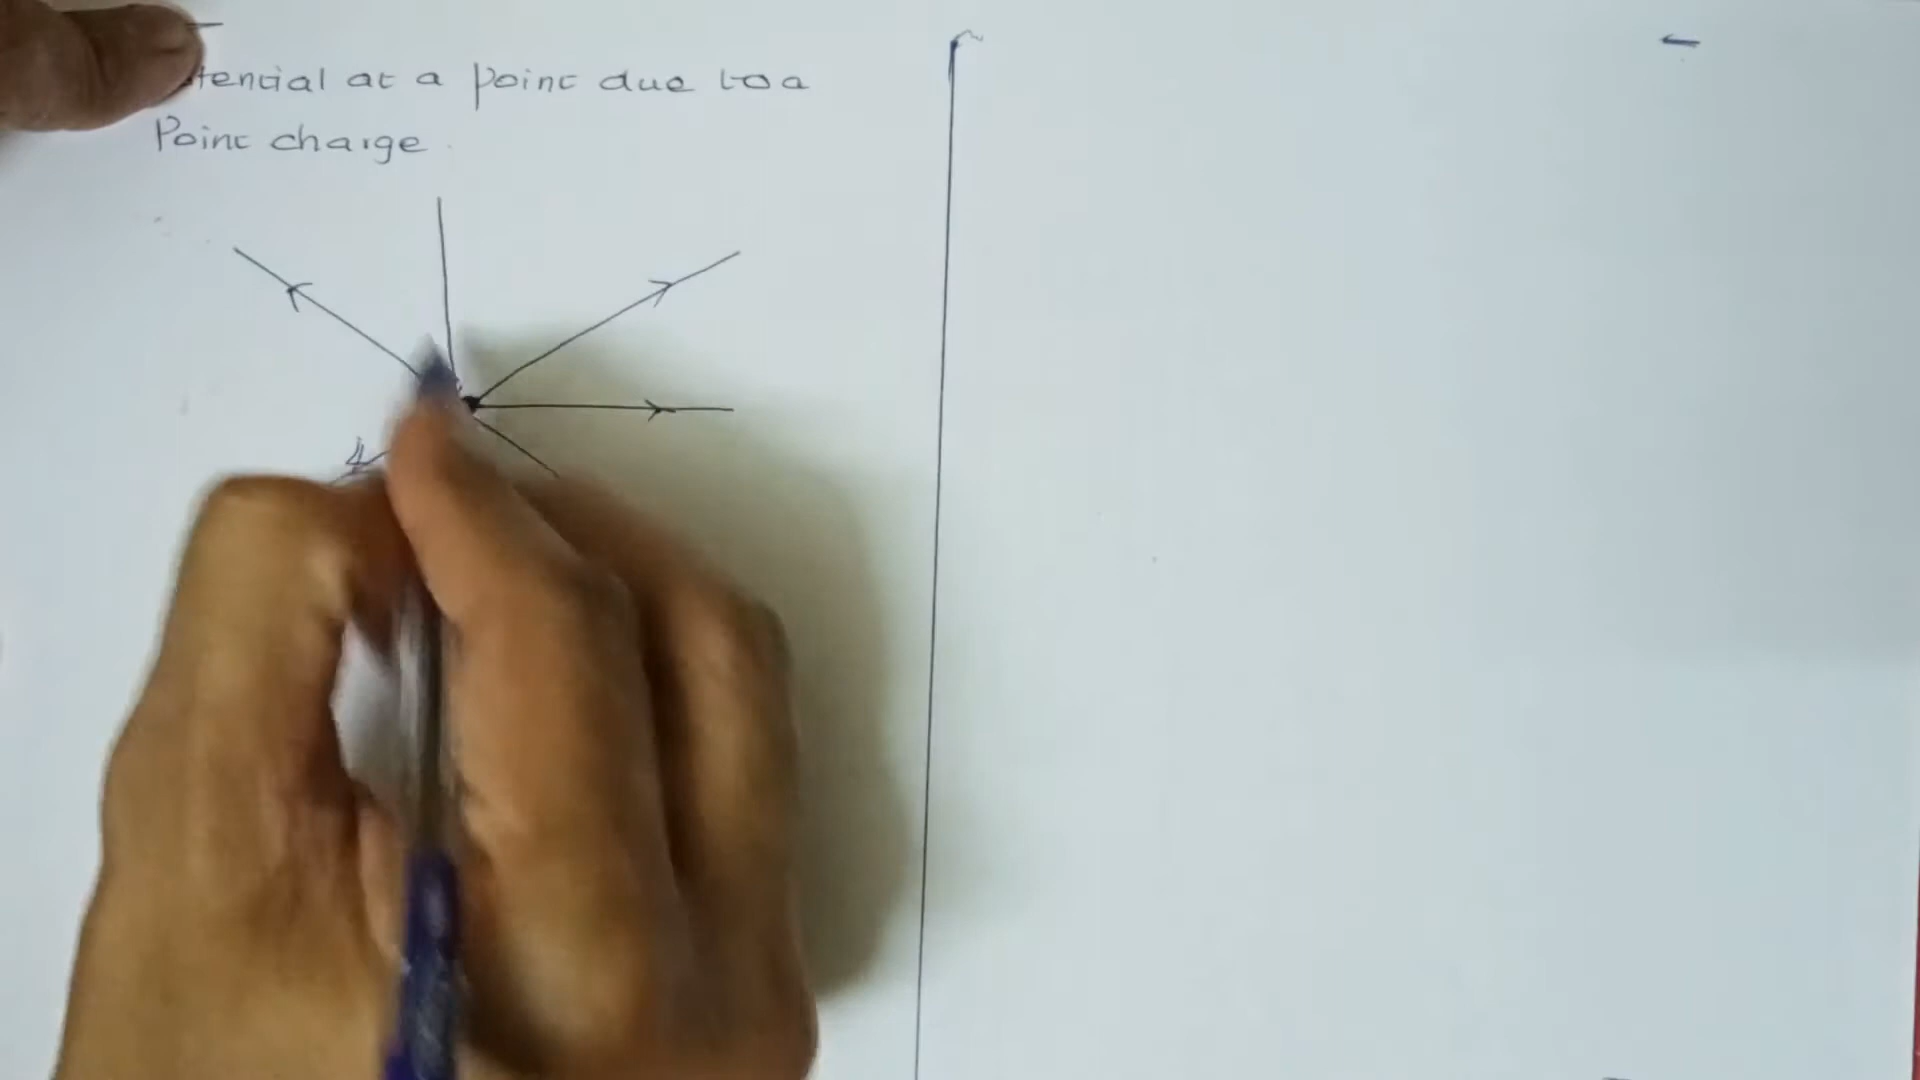 tential at a point due to a
Point charge.